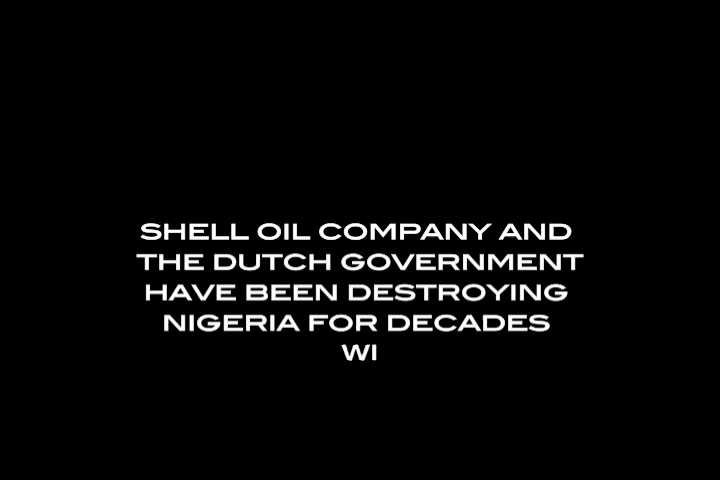 SHELL OIL COMPANY AND
THE DUTCH GOVERNMENT
HAVE BEEN DESTROYING
NIGERIA FOR DECADES
WI